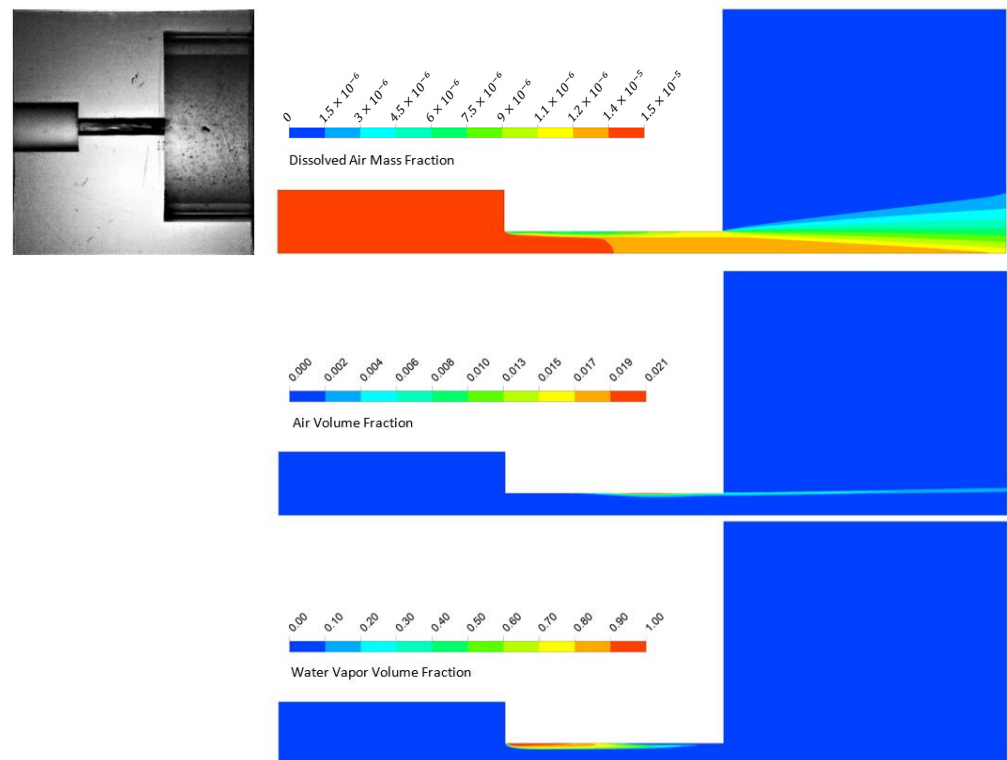 0 1.5 × 10⁻⁶ 3 × 10⁻⁶ 4.5 × 10⁻⁶ 6 × 10⁻⁶ 7.5 × 10⁻⁶ 9 × 10⁻⁶ 1.1 × 10⁻⁶ 1.2 × 10⁻⁶ 1.4 × 10⁻⁵ 1.5 × 10⁻⁵
Dissolved Air Mass Fraction
0.000 0.002 0.004 0.006 0.008 0.010 0.013 0.015 0.017 0.019 0.021
Air Volume Fraction
0.00 0.10 0.20 0.30 0.40 0.50 0.60 0.70 0.80 0.90 1.00
Water Vapor Volume Fraction